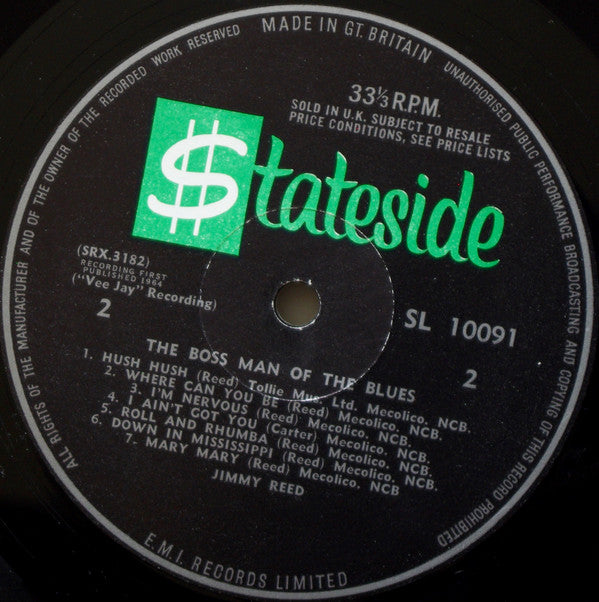 MADE IN GT. BRITAIN
ALL RIGHTS OF THE MANUFACTURER AND OF THE OWNER OF THE RECORDED WORK RESERVED
UNAUTHORISED PUBLIC PERFORMANCE BROADCASTING AND COPYING OF THIS RECORD PROHIBITED
33⅓ R.P.M.
SOLD IN U.K. SUBJECT TO RESALE
PRICE CONDITIONS, SEE PRICE LISTS
$tateside
(SRX.3182)
RECORDING FIRST
PUBLISHED 1964
("Vee Jay" Recording)
2
SL 10091
2
THE BOSS MAN OF THE BLUES
1. HUSH HUSH (Reed) Tollie Mus. Ltd. Mecolico, NCB.
2. WHERE CAN YOU BE (Reed) Mecolico, NCB.
3. I'M NERVOUS (Reed) Mecolico, NCB.
4. I AIN'T GOT YOU (Carter) Mecolico, NCB.
5. ROLL AND RHUMBA (Reed) Mecolico, NCB.
6. DOWN IN MISSISSIPPI (Reed) Mecolico, NCB.
7. MARY MARY (Reed) Mecolico, NCB
JIMMY REED
E.M.I. RECORDS LIMITED